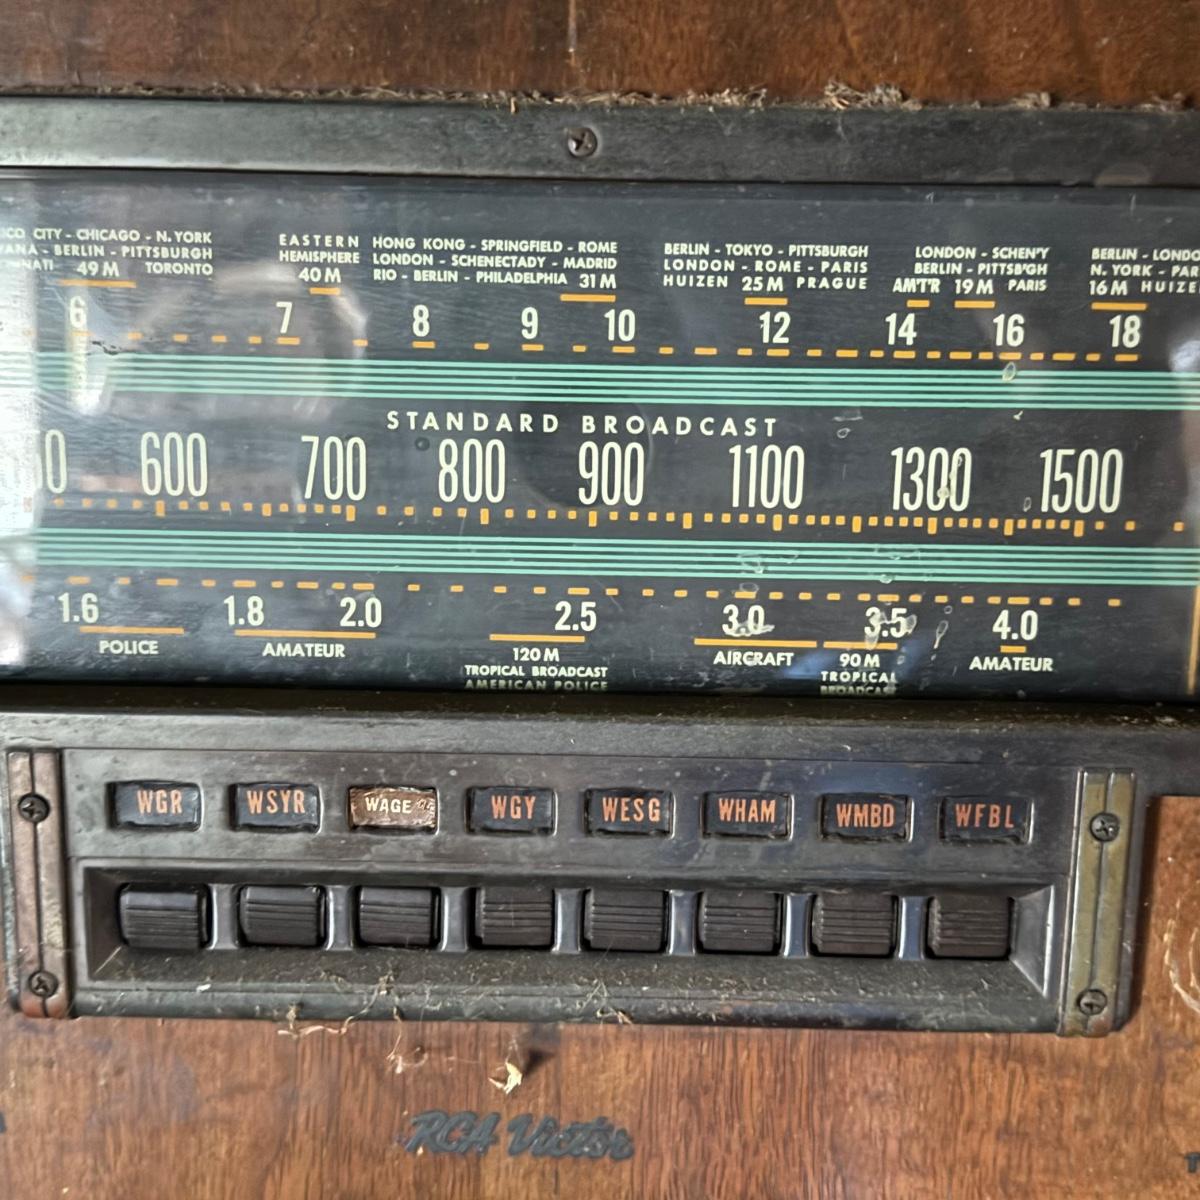 CITY - CHICAGO - N. YORK
- BERLIN - PITTSBURGH
49 M TORONTO
EASTERN
HEMISPHERE
40 M
HONG KONG - SPRINGFIELD - ROME
LONDON - SCHENECTADY - MADRID
RIO - BERLIN - PHILADELPHIA 31 M
BERLIN - TOKYO - PITTSBURGH
LONDON - ROME - PARIS
HUIZEN 25 M PRAGUE
LONDON - SCHEN'Y
BERLIN - PITTSB'GH
AM'T'R 19 M PARIS
BERLIN -
N. YORK -
16 M
6 7 8 9 10 12 14 16 18
STANDARD BROADCAST
600 700 800 900 1100 1300 1500
1.6 1.8 2.0 2.5 3.0 3.5 4.0
POLICE AMATEUR 120 M AIRCRAFT 90 M AMATEUR
TROPICAL BROADCAST TROPICAL
AMERICAN POLICE BROADCAST
WGR WSYR WAGE WGY WESG WHAM WMBD WFBL
RCA Victor